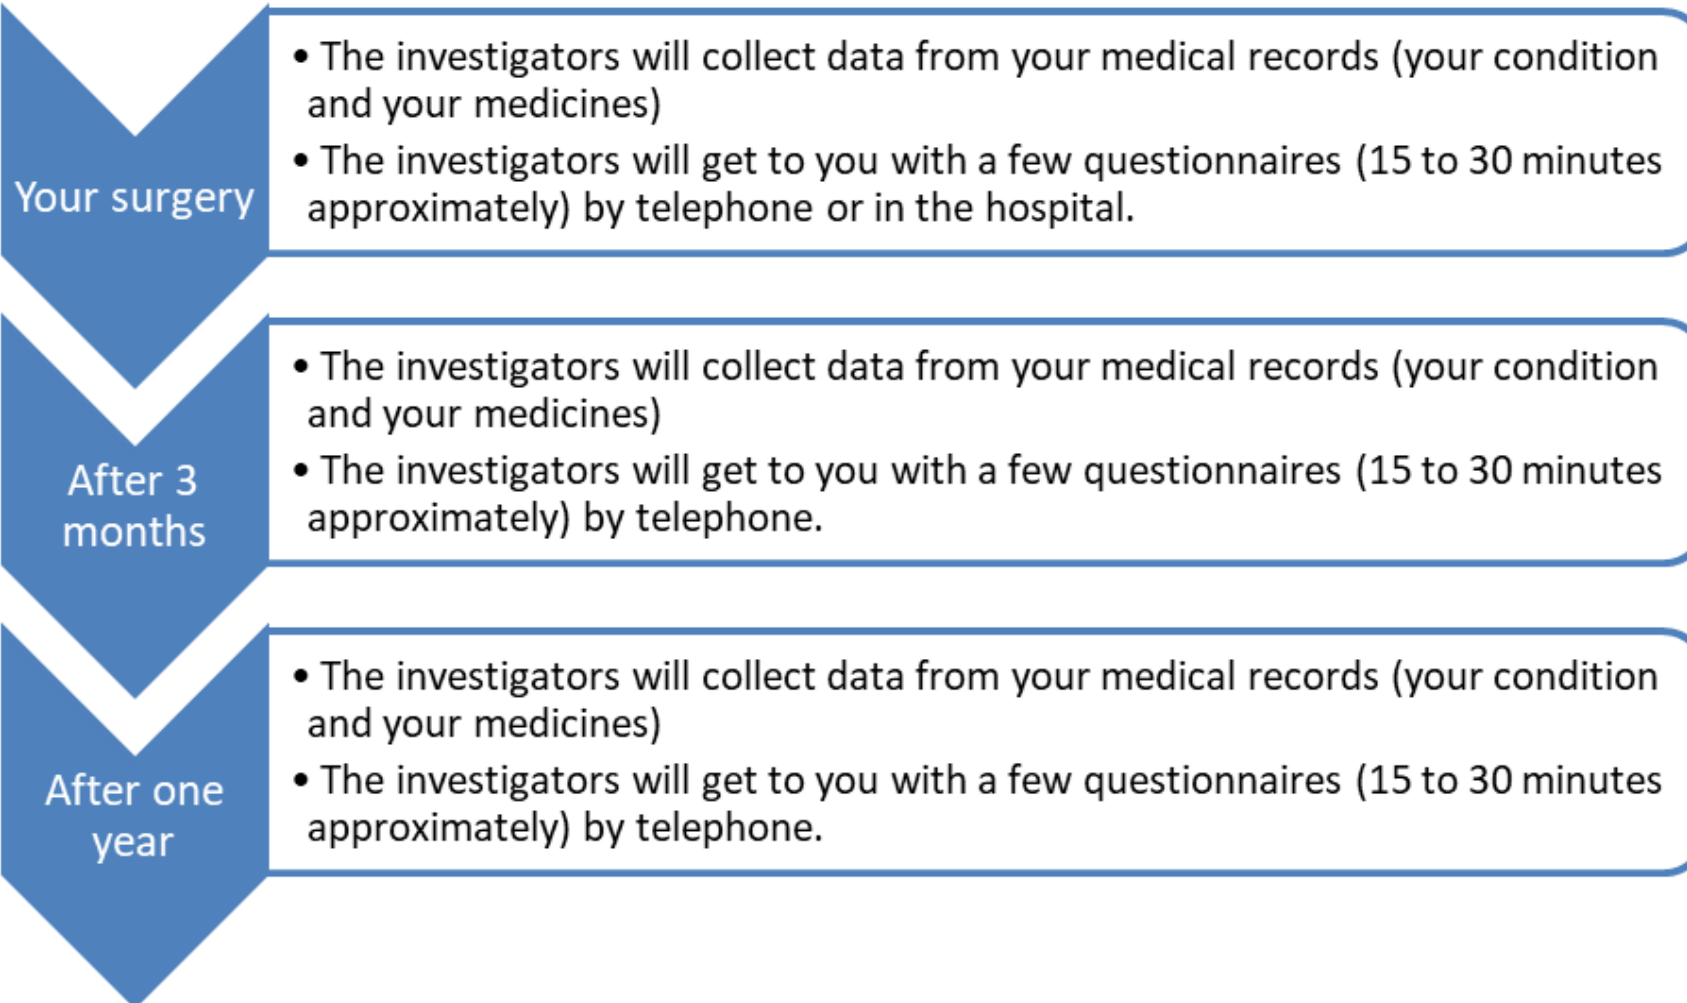 Your surgery
• The investigators will collect data from your medical records (your condition
and your medicines)
• The investigators will get to you with a few questionnaires (15 to 30 minutes
approximately) by telephone or in the hospital.
After 3
months
• The investigators will collect data from your medical records (your condition
and your medicines)
• The investigators will get to you with a few questionnaires (15 to 30 minutes
approximately) by telephone.
After one
year
• The investigators will collect data from your medical records (your condition
and your medicines)
• The investigators will get to you with a few questionnaires (15 to 30 minutes
approximately) by telephone.